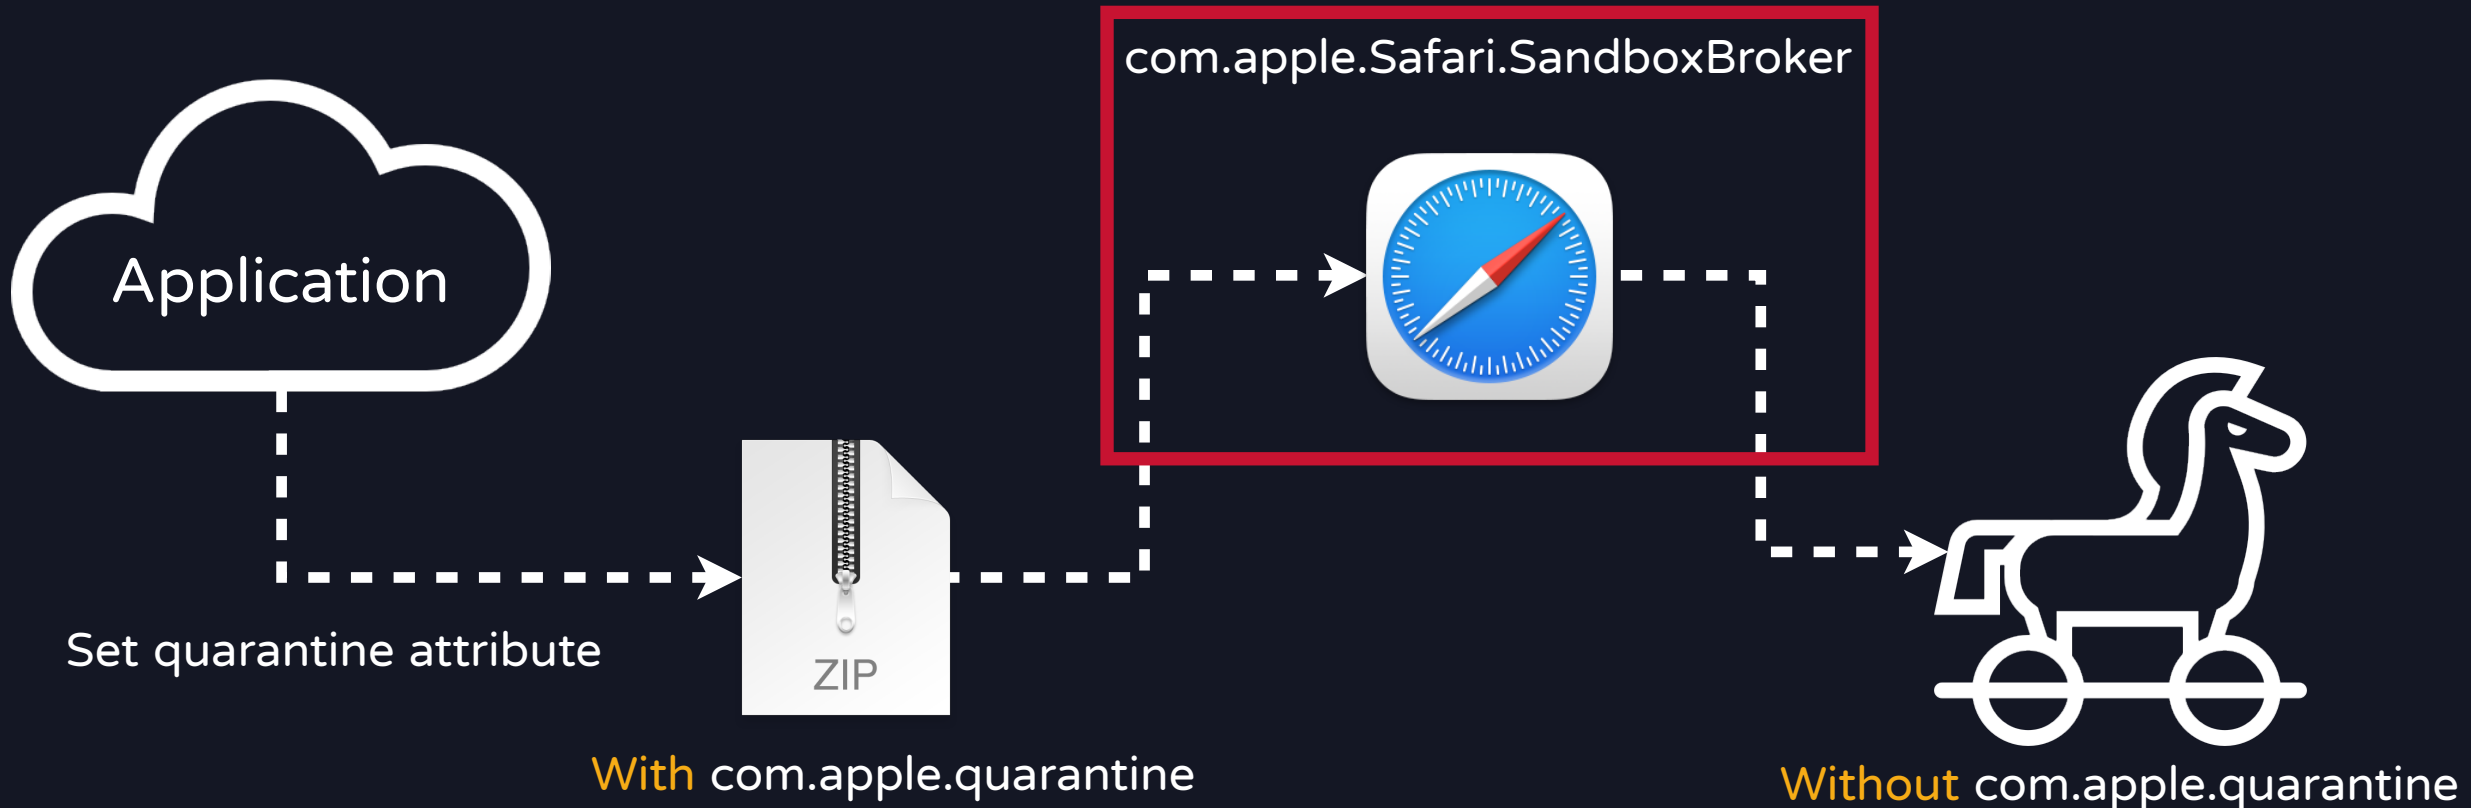 com.apple.Safari.SandboxBroker
Application
Set quarantine attribute
ZIP
With com.apple.quarantine
Without com.apple.quarantine